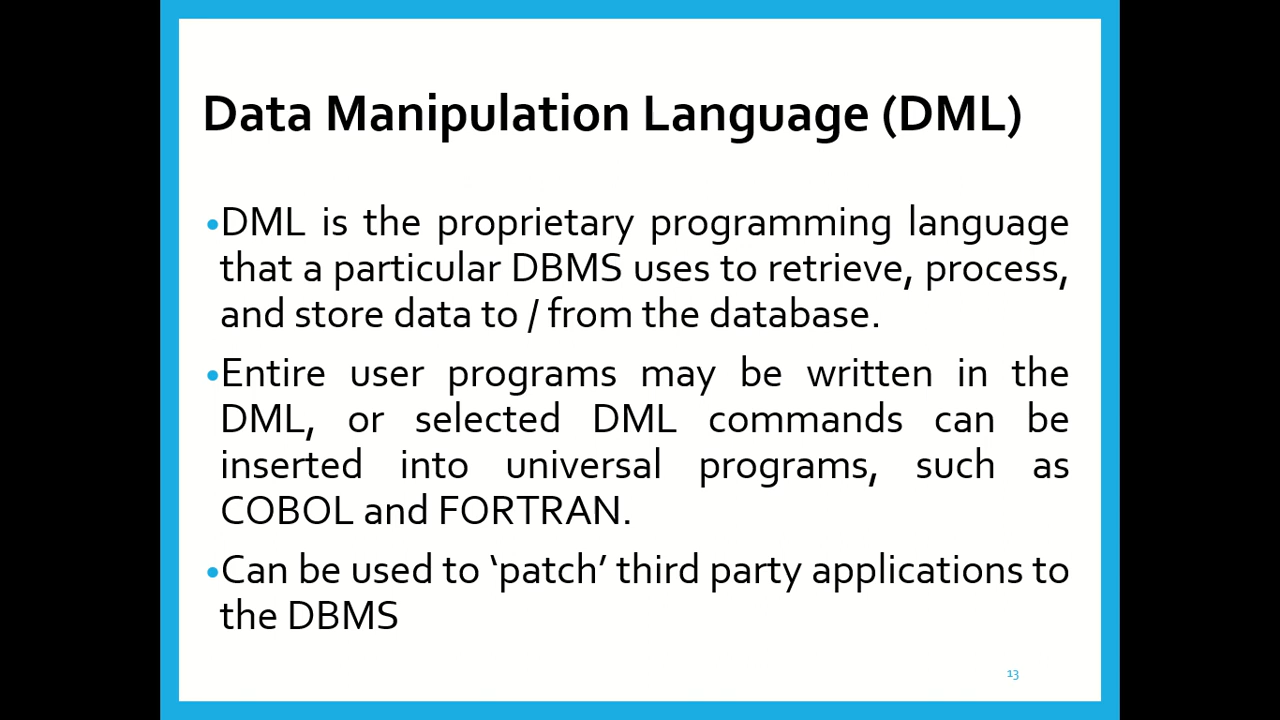 Data Manipulation Language (DML)
•DML is the proprietary programming language
that a particular DBMS uses to retrieve, process,
and store data to / from the database.
•Entire user programs may be written in the
DML, or selected DML commands can be
inserted into universal programs, such as
COBOL and FORTRAN.
•Can be used to ‘patch’ third party applications to
the DBMS
13